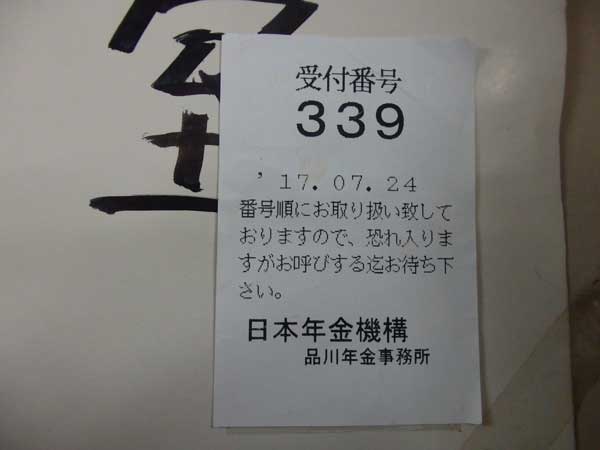 受付番号
339
'17.07.24
番号順にお取り扱い致して
おりますので、恐れ入りま
すがお呼びする迄お待ち下
さい。
日本年金機構
品川年金事務所